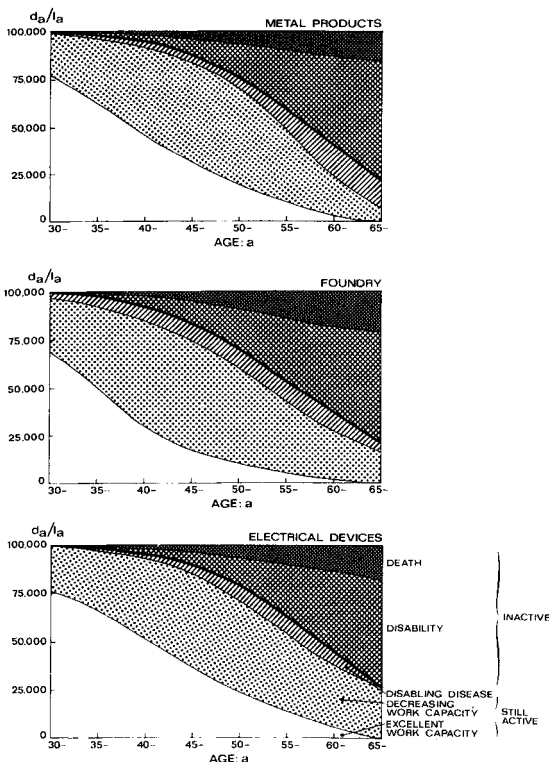 METAL PRODUCTS
da/la
100,000
75,000
50,000
25.000
0
30- 35- 40- 45- 50- 55- 60- 65-
AGE: a
FOUNDRY
da/la
100,000
75,000
50,000
25,000
0
30- 35- 40- 45- 50- 55- 60- 65-
AGE: a
ELECTRICAL DEVICES
da/la
100,000
75.000
50,000
25,000
0
30- 35- 40- 45- 50- 55- 60- 65-
AGE: a
DEATH
INACTIVE
DISABILITY
DISABLING DISEASE
DECREASING
WORK CAPACITY
STILL
ACTIVE
EXCELLENT
WORK CAPACITY